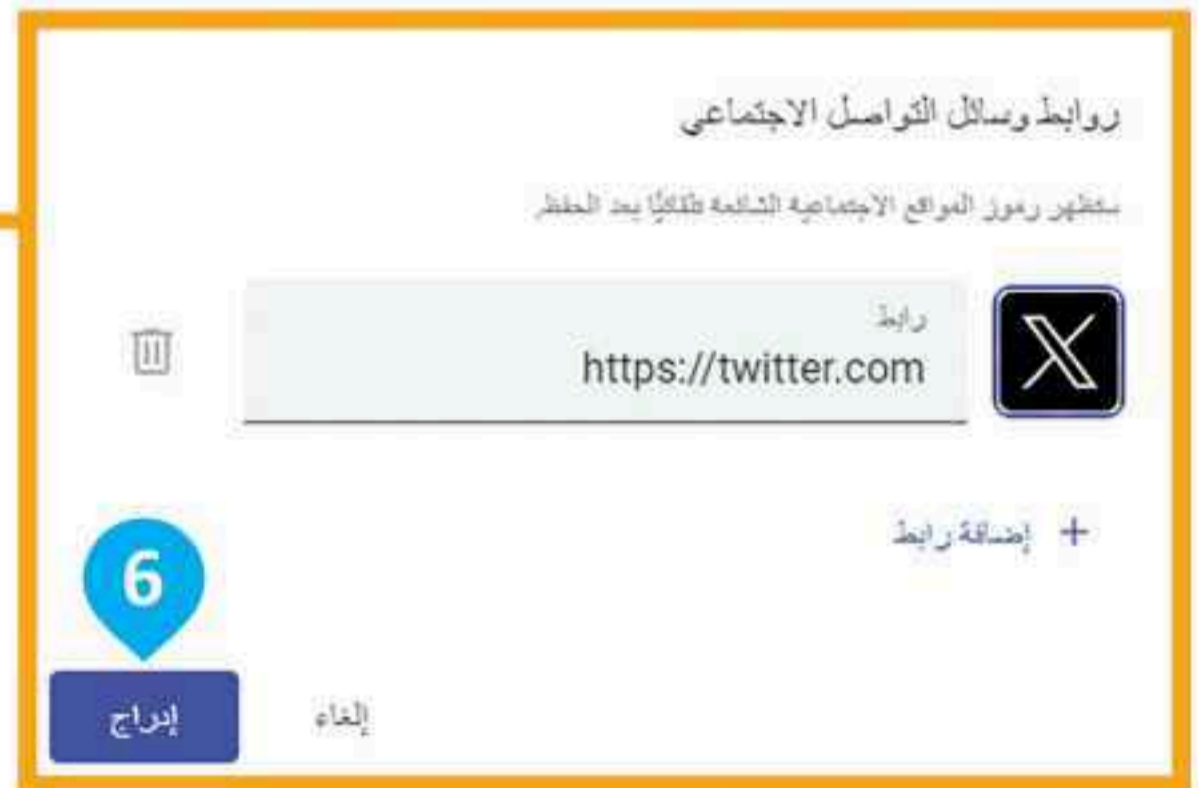 روابط وسائل التواصل الاجتماعي
ستظهر رموز المواقع الاجتماعية الشائعة تلقائيًا بعد الحفظ.
رابط
https://twitter.com
+ إضافة رابط
6
إلغاء
إدراج